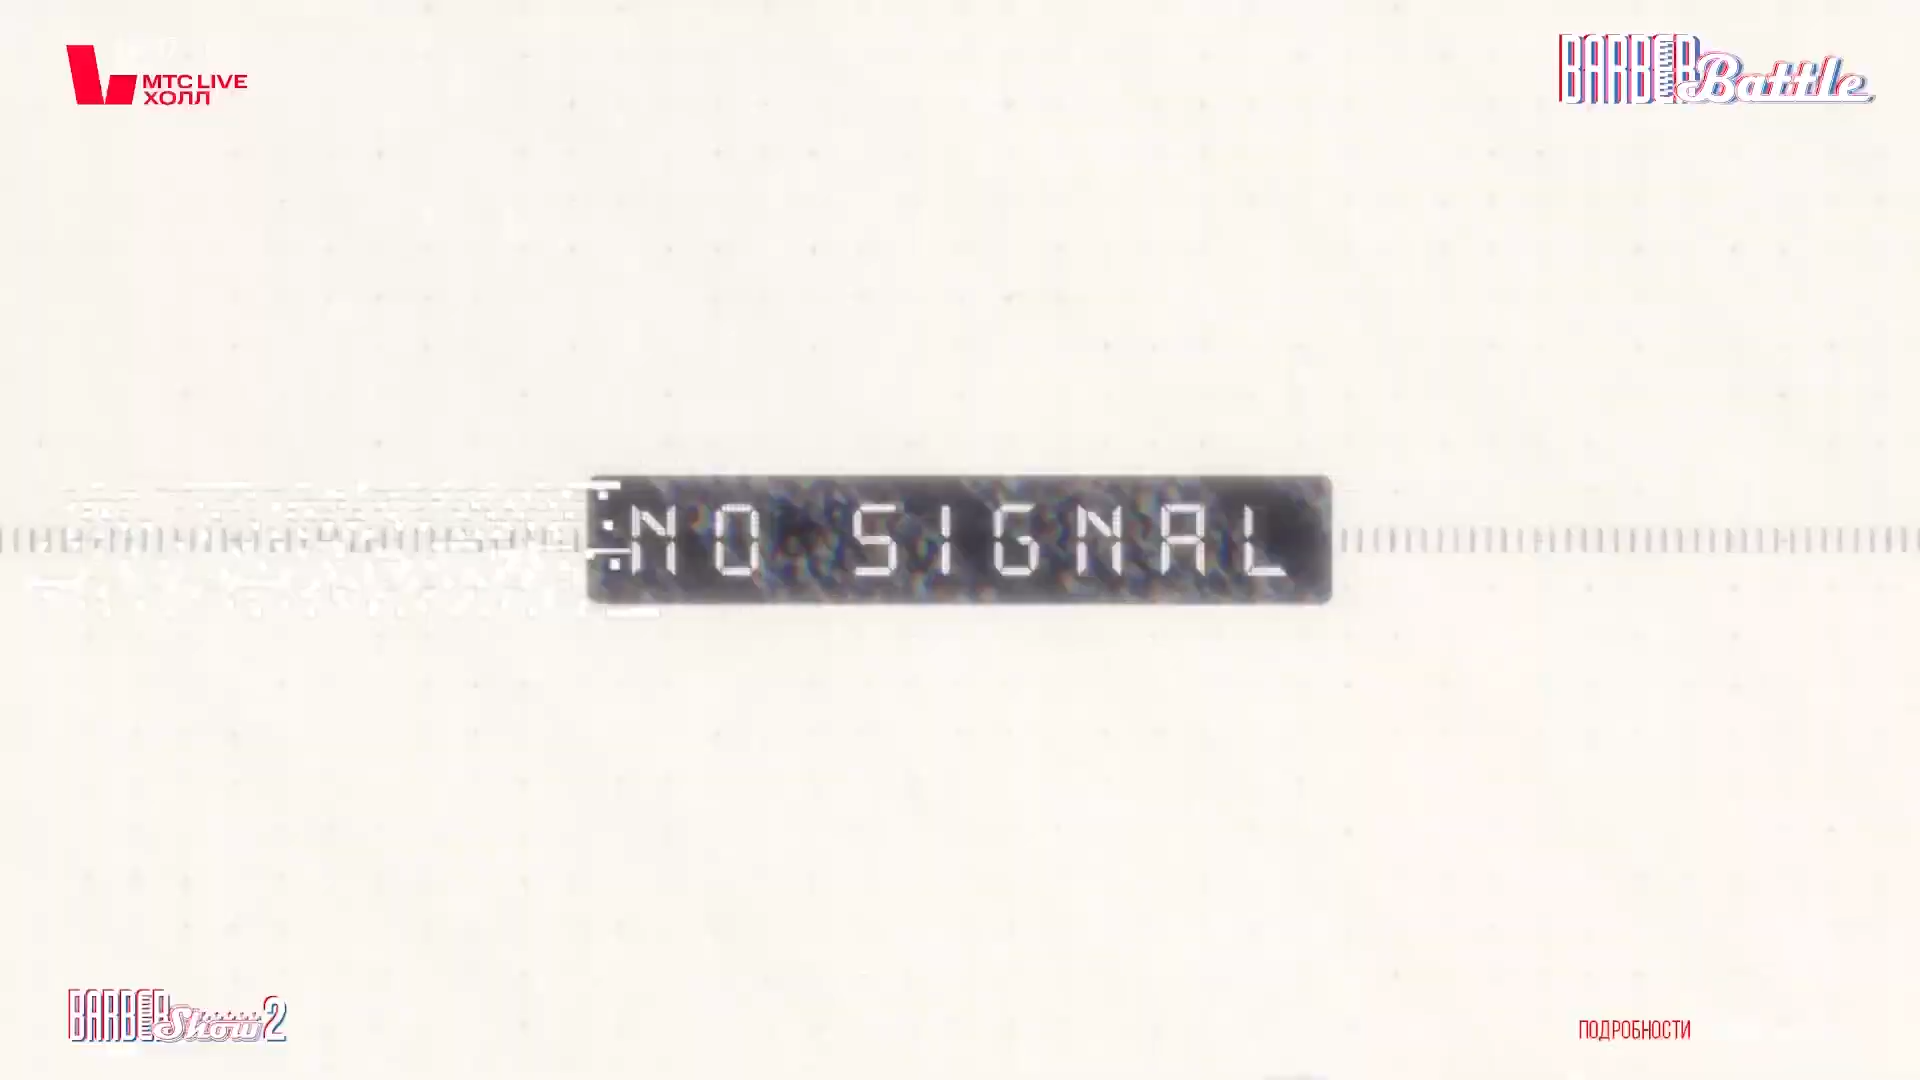 МТС LIVE
ХОЛЛ
BARBER Battle
NO SIGNAL
BARBER Show 2
ПОДРОБНОСТИ